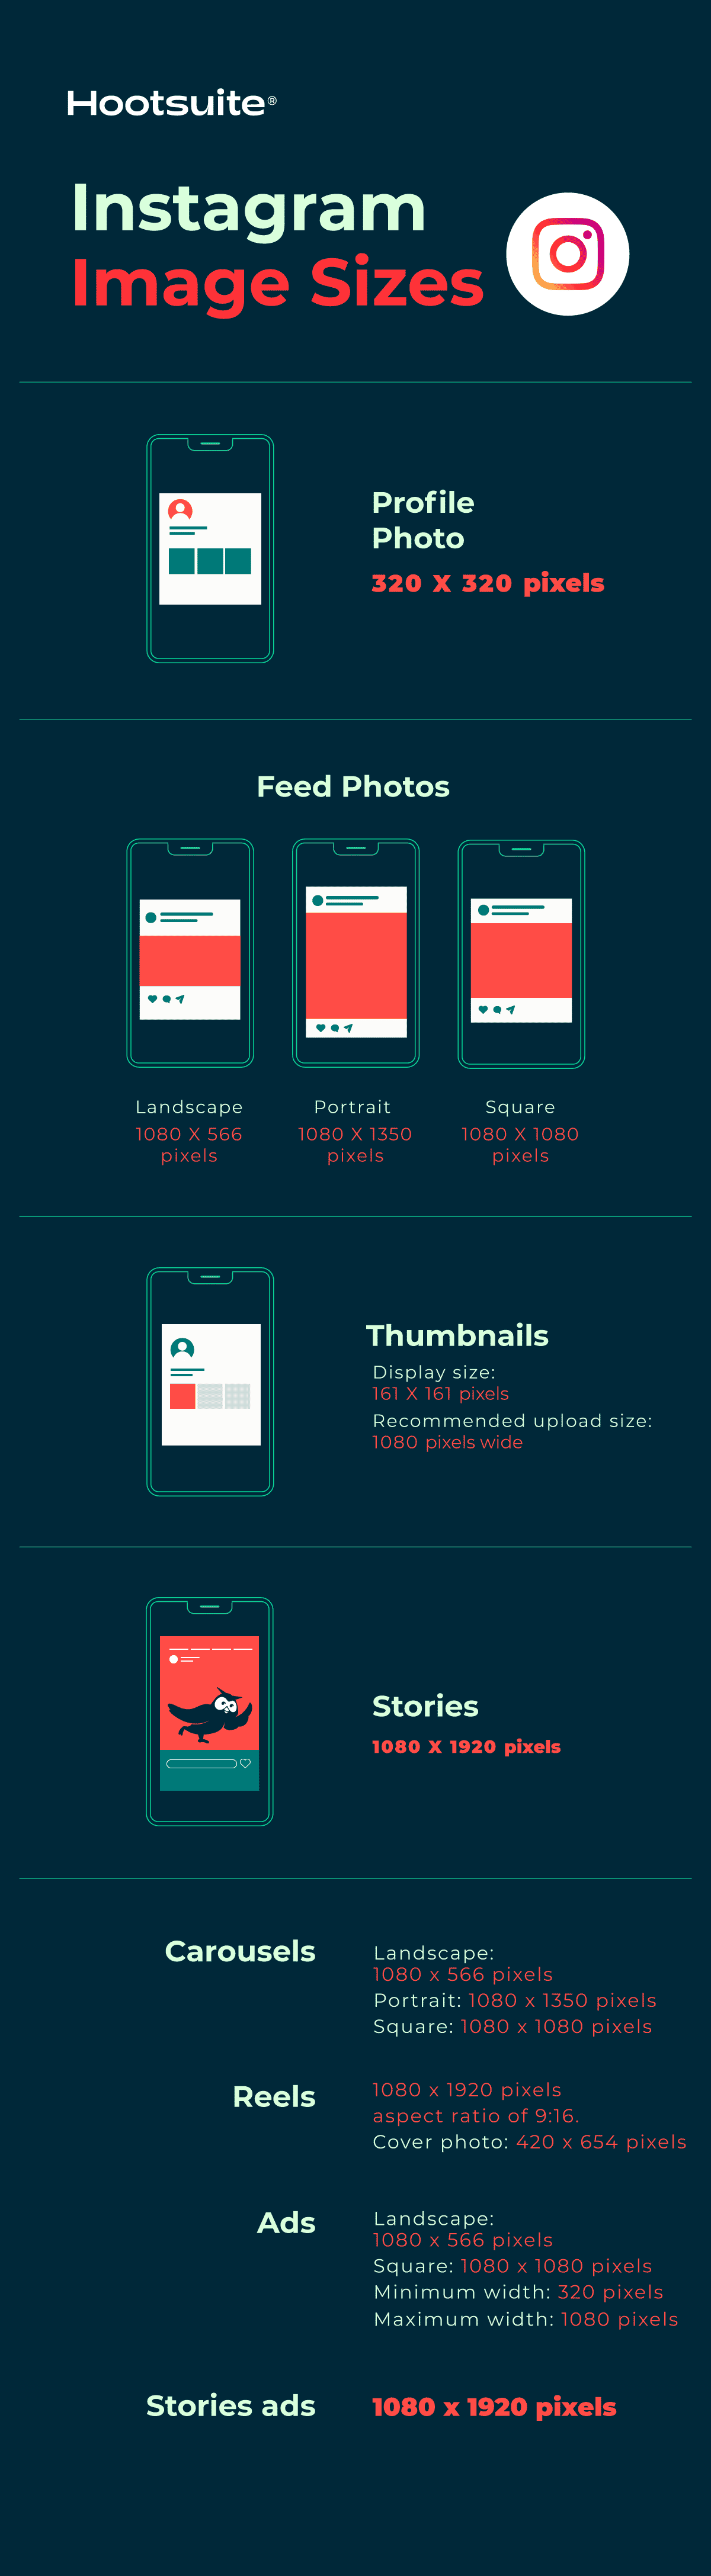 Hootsuite®
Instagram
Image Sizes
Profile
Photo
320 X 320 pixels
Feed Photos
Landscape
1080 X 566
pixels
Portrait
1080 X 1350
pixels
Square
1080 X 1080
pixels
Thumbnails
Display size:
161 X 161 pixels
Recommended upload size:
1080 pixels wide
Stories
1080 X 1920 pixels
Carousels
Landscape:
1080 x 566 pixels
Portrait: 1080 x 1350 pixels
Square: 1080 x 1080 pixels
Reels
1080 x 1920 pixels
aspect ratio of 9:16.
Cover photo: 420 x 654 pixels
Ads
Landscape:
1080 x 566 pixels
Square: 1080 x 1080 pixels
Minimum width: 320 pixels
Maximum width: 1080 pixels
Stories ads
1080 x 1920 pixels